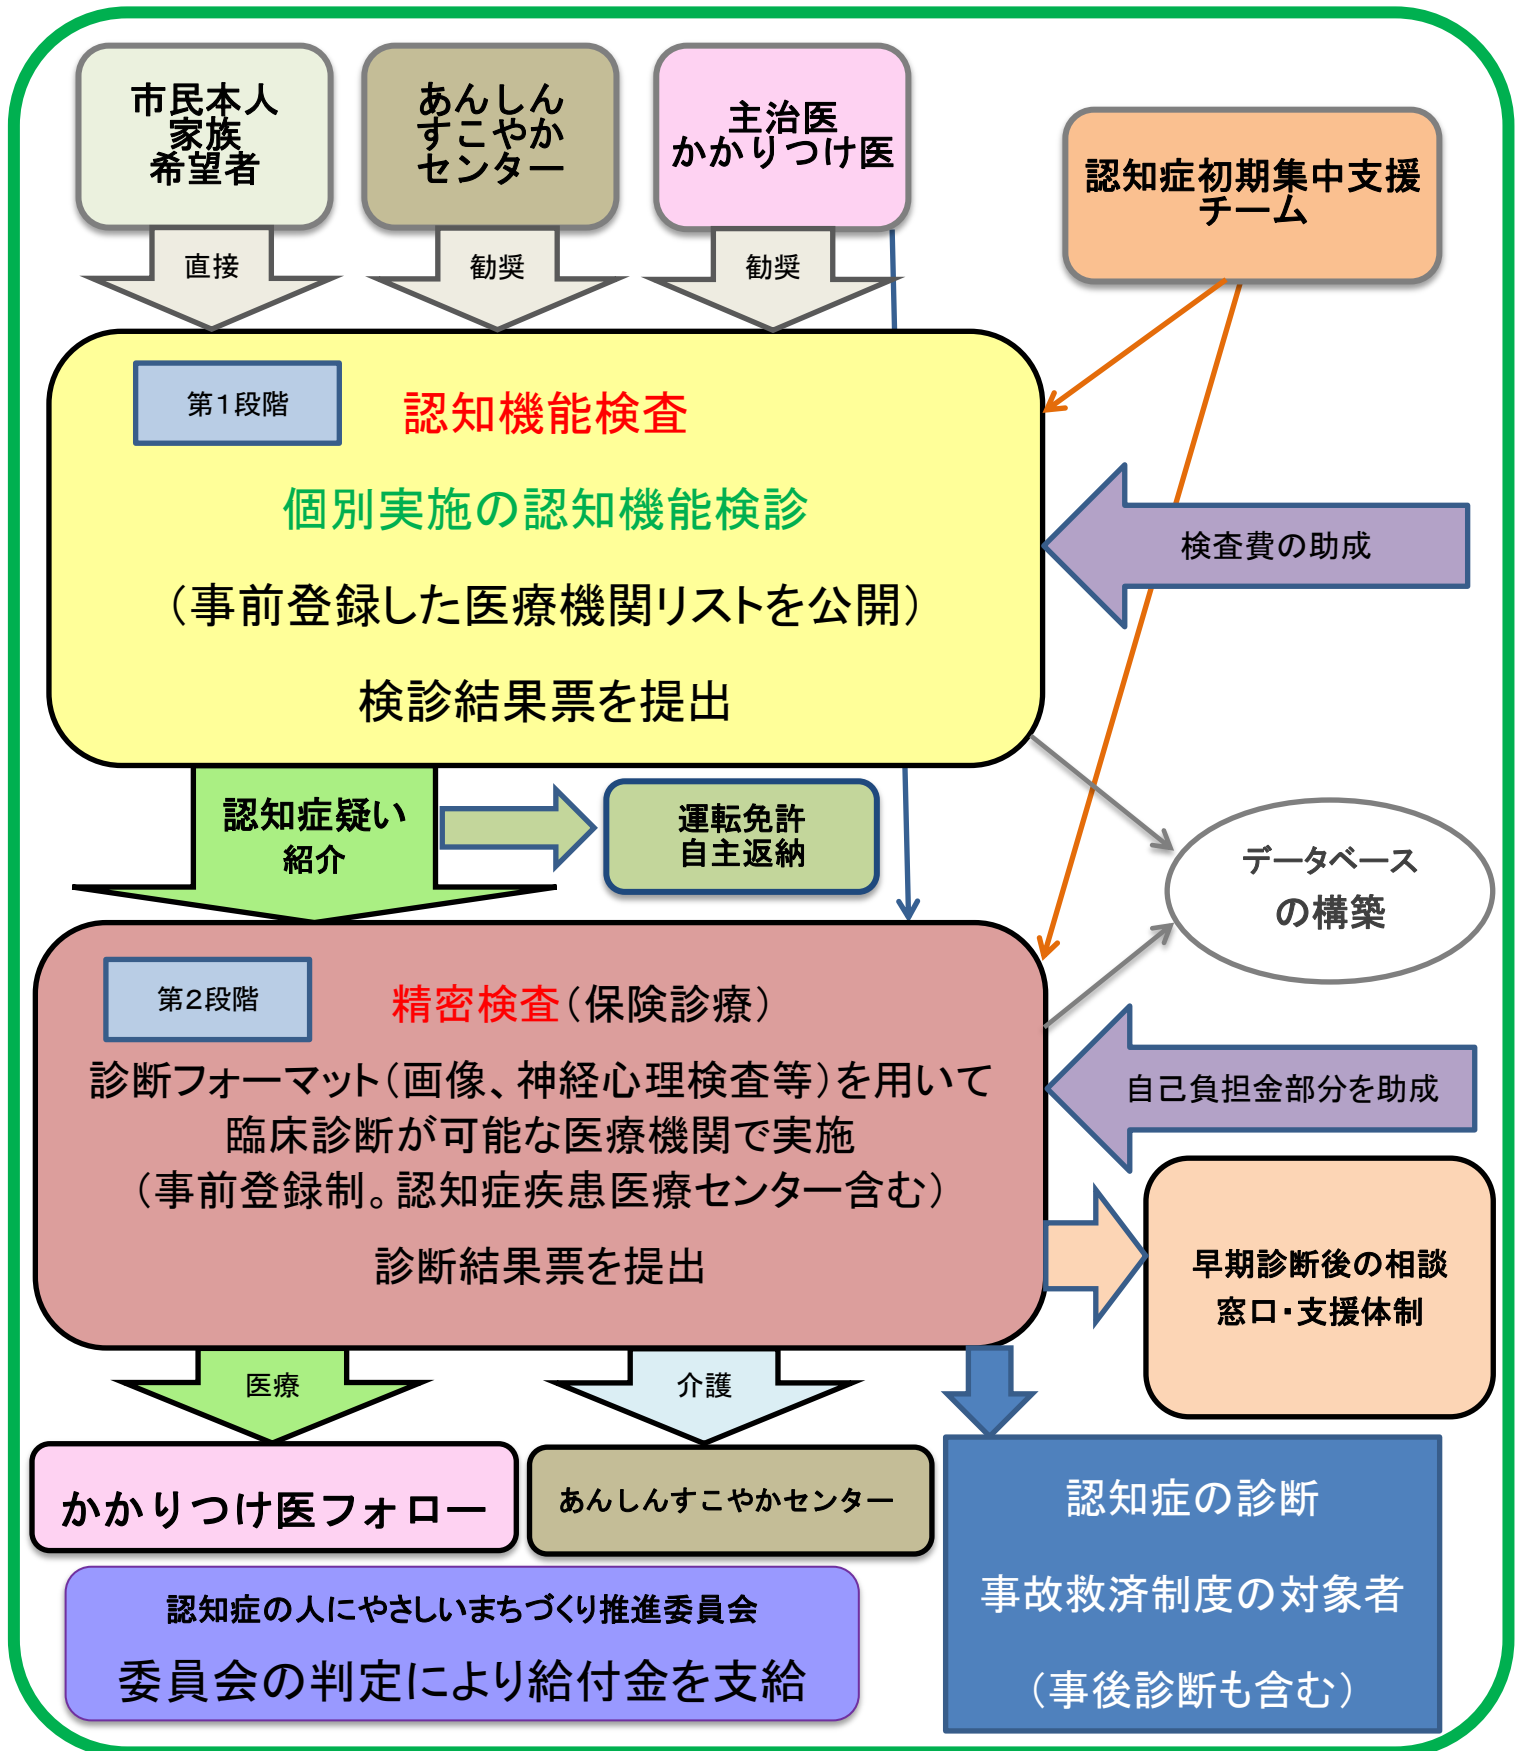 市民本人
家族
希望者
あんしん
すこやか
センター
主治医
かかりつけ医
認知症初期集中支援
チーム
直接
勧奨
勧奨
第1段階
認知機能検査
個別実施の認知機能検診
（事前登録した医療機関リストを公開）
検診結果票を提出
検査費の助成
認知症疑い
紹介
運転免許
自主返納
データベース
の構築
第2段階
精密検査（保険診療）
診断フォーマット（画像、神経心理検査等）を用いて
臨床診断が可能な医療機関で実施
（事前登録制。認知症疾患医療センター含む）
診断結果票を提出
自己負担金部分を助成
早期診断後の相談
窓口・支援体制
医療
介護
かかりつけ医フォロー
あんしんすこやかセンター
認知症の診断
事故救済制度の対象者
（事後診断も含む）
認知症の人にやさしいまちづくり推進委員会
委員会の判定により給付金を支給